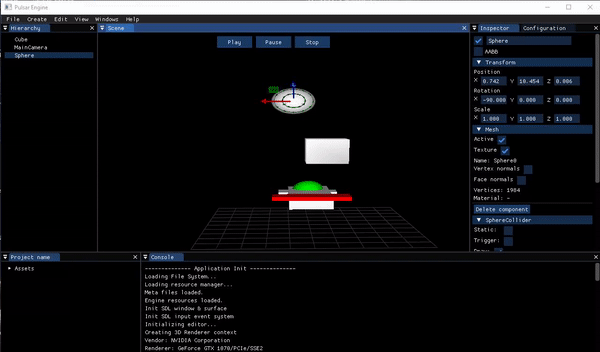 Pulsar Engine
File Create Edit View Windows Help
Hierarchy
Cube
MainCamera
Sphere
Scene
Play Pause Stop
Inspector Configuration
Sphere
AABB
Transform
Position
X 0.742 Y 10.454 Z 0.006
Rotation
X -90.000 0.000 Z 0.000
Scale
X 1.000 Y 1.000 Z 1.000
Mesh
Active
Texture
Name: Sphere0
Vertex normals
Face normals
Vertices: 1984
Material: -
Delete component
SphereCollider
Static:
Trigger:
Project name
Assets
Console
-------------- Application Init --------------
Loading File System...
Loading resource manager...
Meta files loaded.
Engine resources loaded.
Init SDL window & surface
Init SDL input event system
Initializing editor...
Creating 3D Renderer context
Vendor: NVIDIA Corporation
Renderer: GeForce GTX 1070/PCIe/SSE2